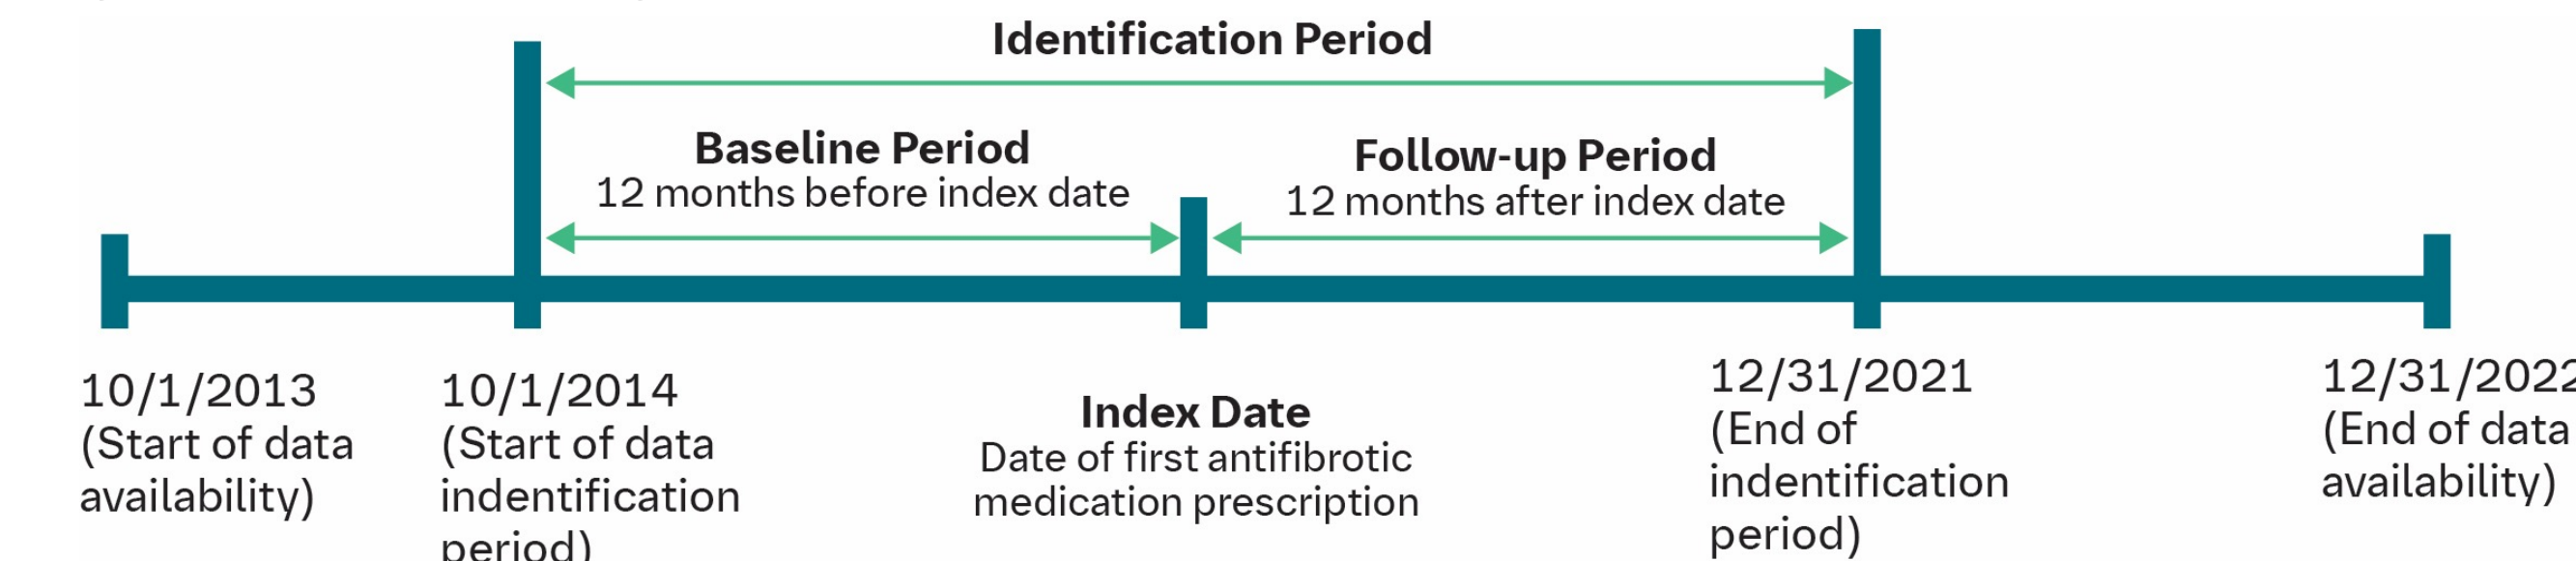 Identification Period
Baseline Period
12 months before index date
Follow-up Period
12 months after index date
10/1/2013
(Start of data
availability)
10/1/2014
(Start of data
indentification
period)
Index Date
Date of first antifibrotic
medication prescription
12/31/2021
(End of
indentification
period)
12/31/2022
(End of data
availability)